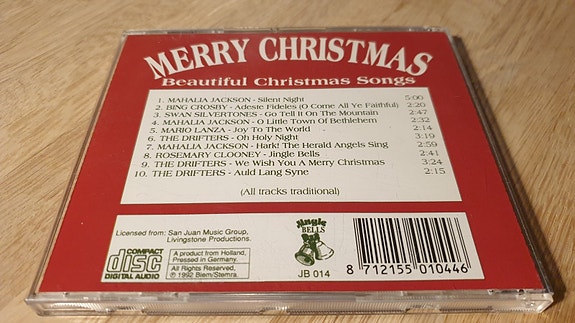 MERRY CHRISTMAS
Beautiful Christmas Songs
1. MAHALIA JACKSON - Silent Night 5:00
2. BING CROSBY - Adeste Fideles (O Come All Ye Faithful) 2:20
3. SWAN SILVERTONES - Go Tell It On The Mountain 2:47
4. MAHALIA JACKSON - O Little Town Of Bethlehem 2:32
5. MARIO LANZA - Joy To The World 2:14
6. THE DRIFTERS - Oh Holy Night 3:19
7. MAHALIA JACKSON - Hark! The Herald Angels Sing 2:59
8. ROSEMARY CLOONEY - Jingle Bells 2:41
9. THE DRIFTERS - We Wish You A Merry Christmas 3:24
10. THE DRIFTERS - Auld Lang Syne 2:15
(All tracks traditional)
Licensed from: San Juan Music Group,
Livingstone Productions.
COMPACT
disc
DIGITAL AUDIO
A product from Holland,
Pressed in Germany.
All Rights Reserved,
℗ 1992 Biem/Stemra.
Jingle
BELLS
JB 014
8 712155 010446